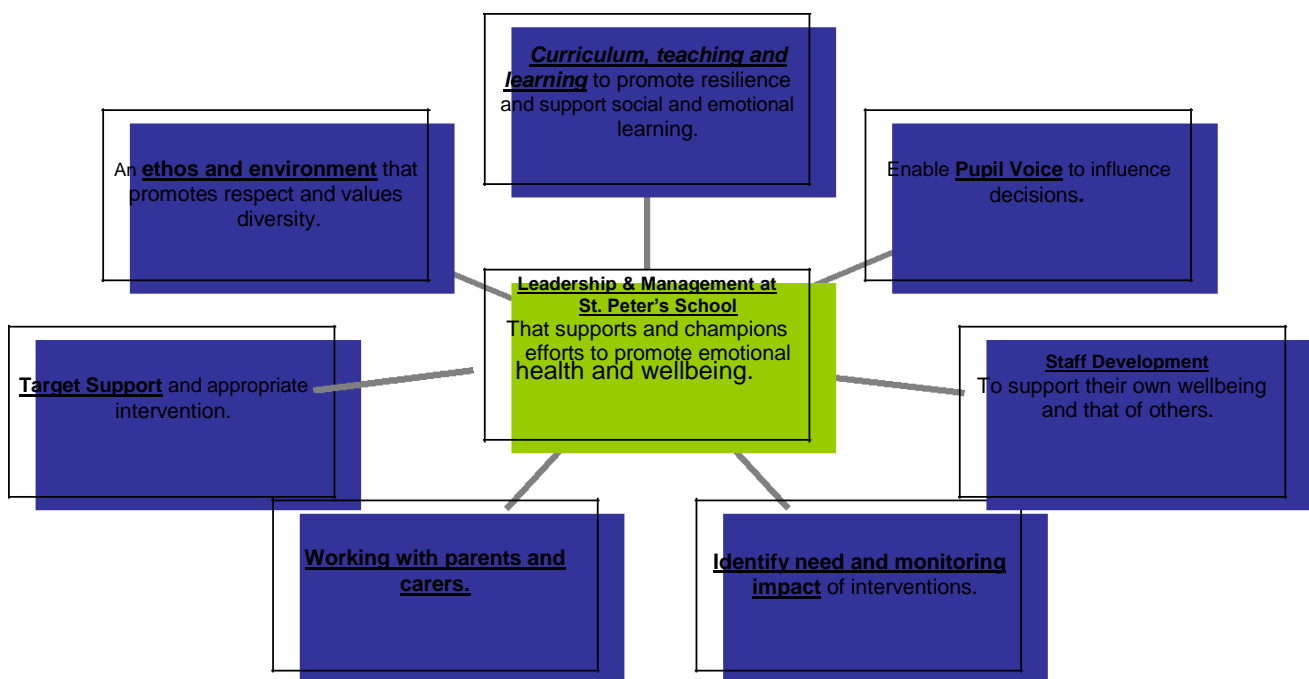 Curriculum, teaching and
learning to promote resilience
and support social and emotional
learning.
An ethos and environment that
promotes respect and values
diversity.
Enable Pupil Voice to influence
decisions.
Leadership & Management at
St. Peter's School
That supports and champions
efforts to promote emotional
health and wellbeing.
Target Support and appropriate
intervention.
Staff Development
To support their own wellbeing
and that of others.
Working with parents and
carers.
Identify need and monitoring
impact of interventions.